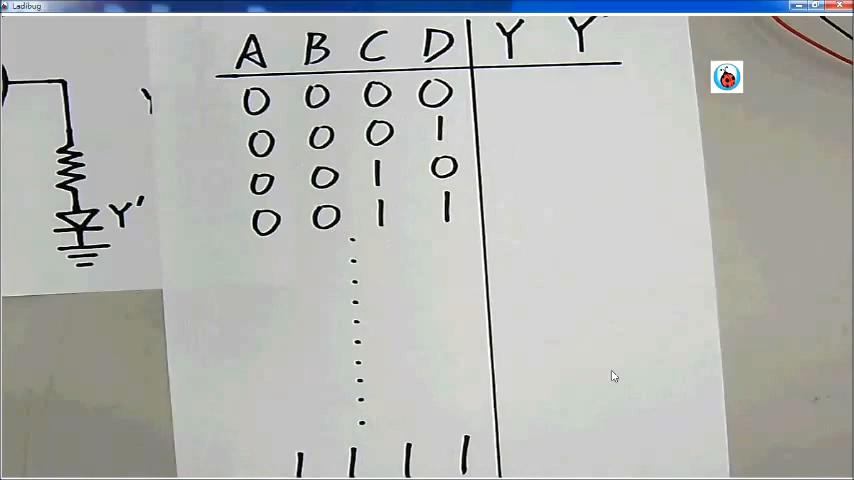 Ladibug
A B C D Y Y'
0 0 0 0
0 0 0 1
0 0 1 0
0 0 1 1
1 1 1 1
Y'